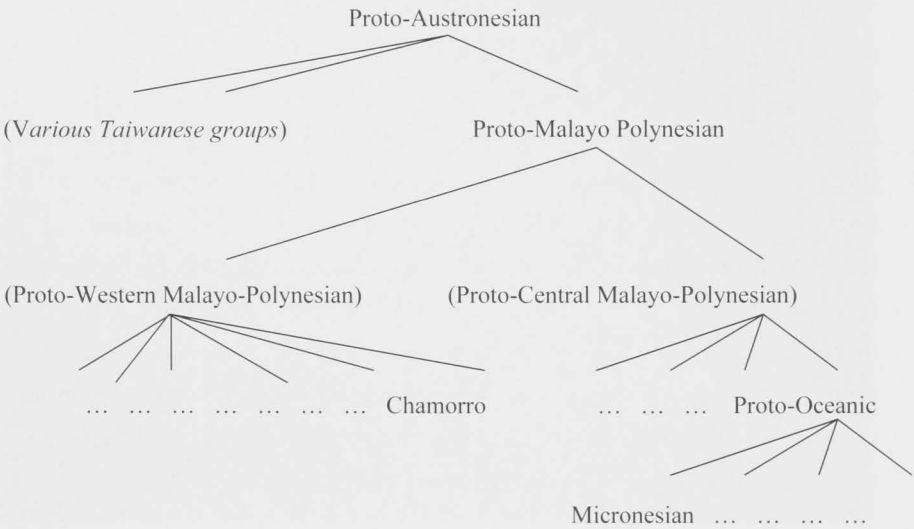 Proto-Austronesian
(Various Taiwanese groups) Proto-Malayo Polynesian
(Proto-Western Malayo-Polynesian) (Proto-Central Malayo-Polynesian)
… … … … … … … Chamorro … … … Proto-Oceanic
Micronesian … … … …